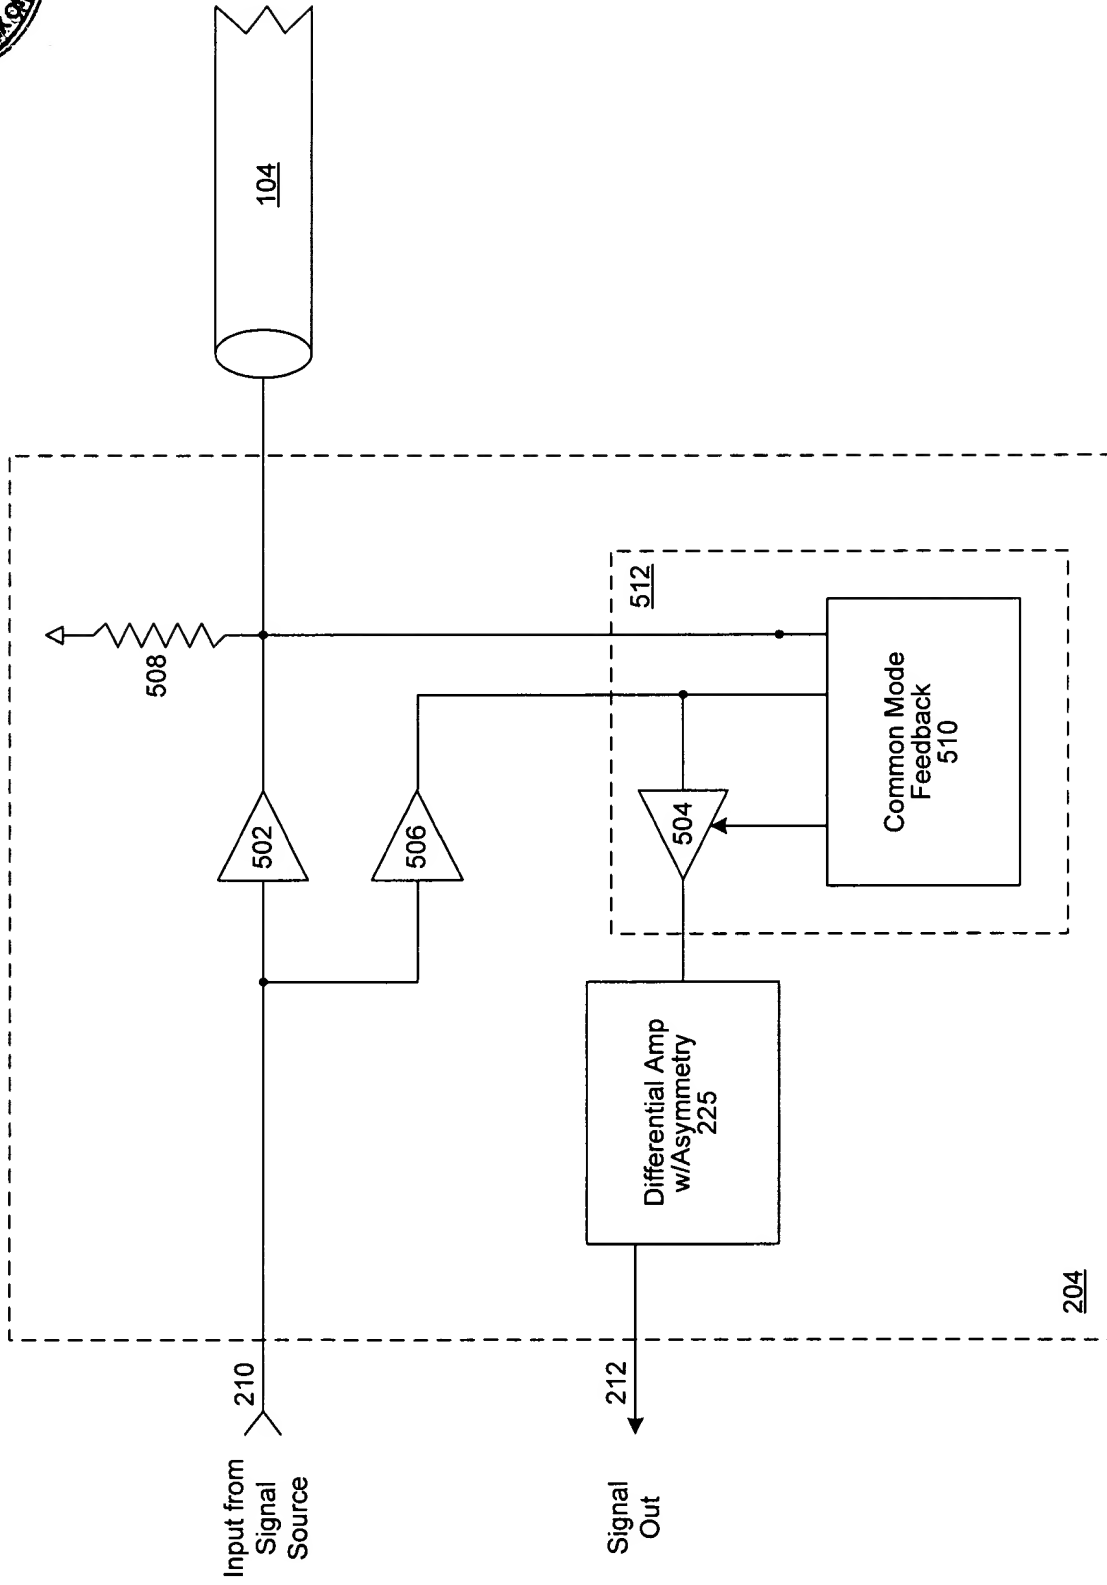 104
508
502
506
512
504
Common Mode
Feedback
510
Differential Amp
w/Asymmetry
225
204
210
Input from
Signal
Source
212
Signal
Out